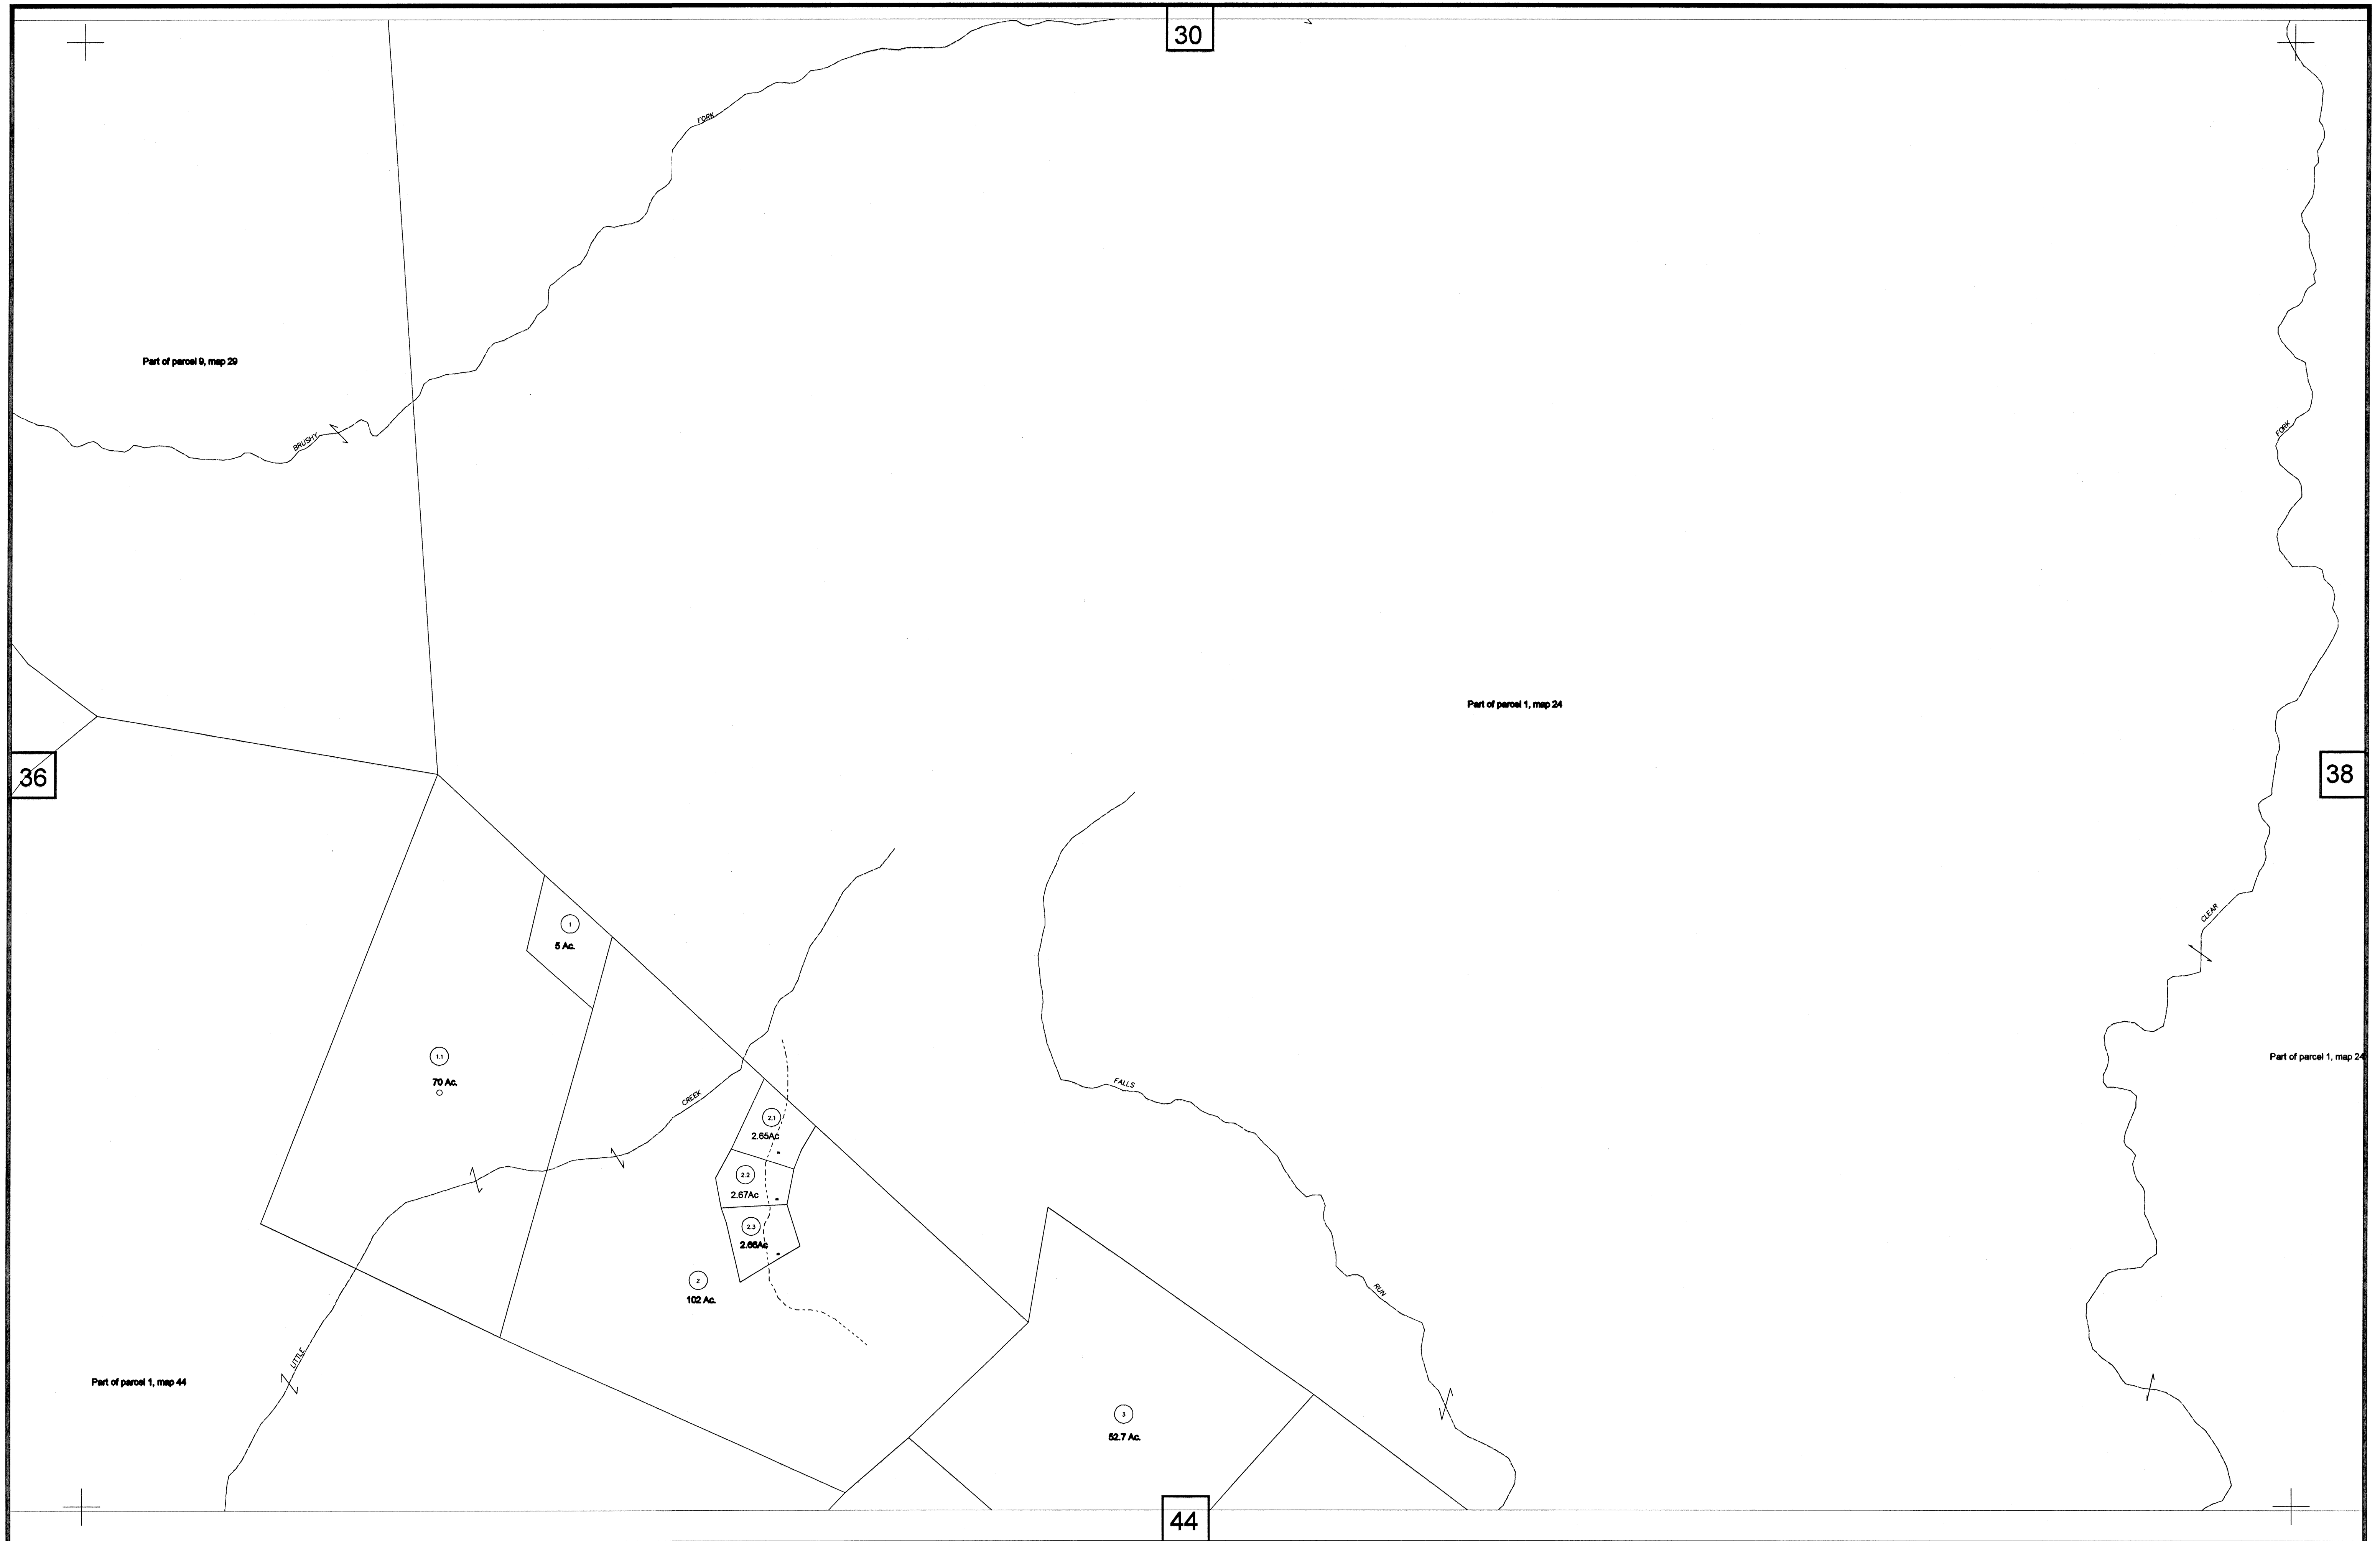 30
FORK
Part of parcel 9, map 29
BRUSHY
FORK
Part of parcel 1, map 24
36
38
CLEAR
1
5 Ac.
1.1
70 Ac.
Part of parcel 1, map 24
CREEK
FALLS
2.1
2.65Ac
2.2
2.67Ac
2.3
2.66Ac
2
102 Ac.
RUN
LITTLE
Part of parcel 1, map 44
3
52.7 Ac.
44